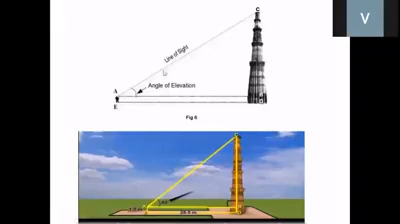 V
C
Line of Sight
Angle of Elevation
A
E
Fig 6
28.5 m